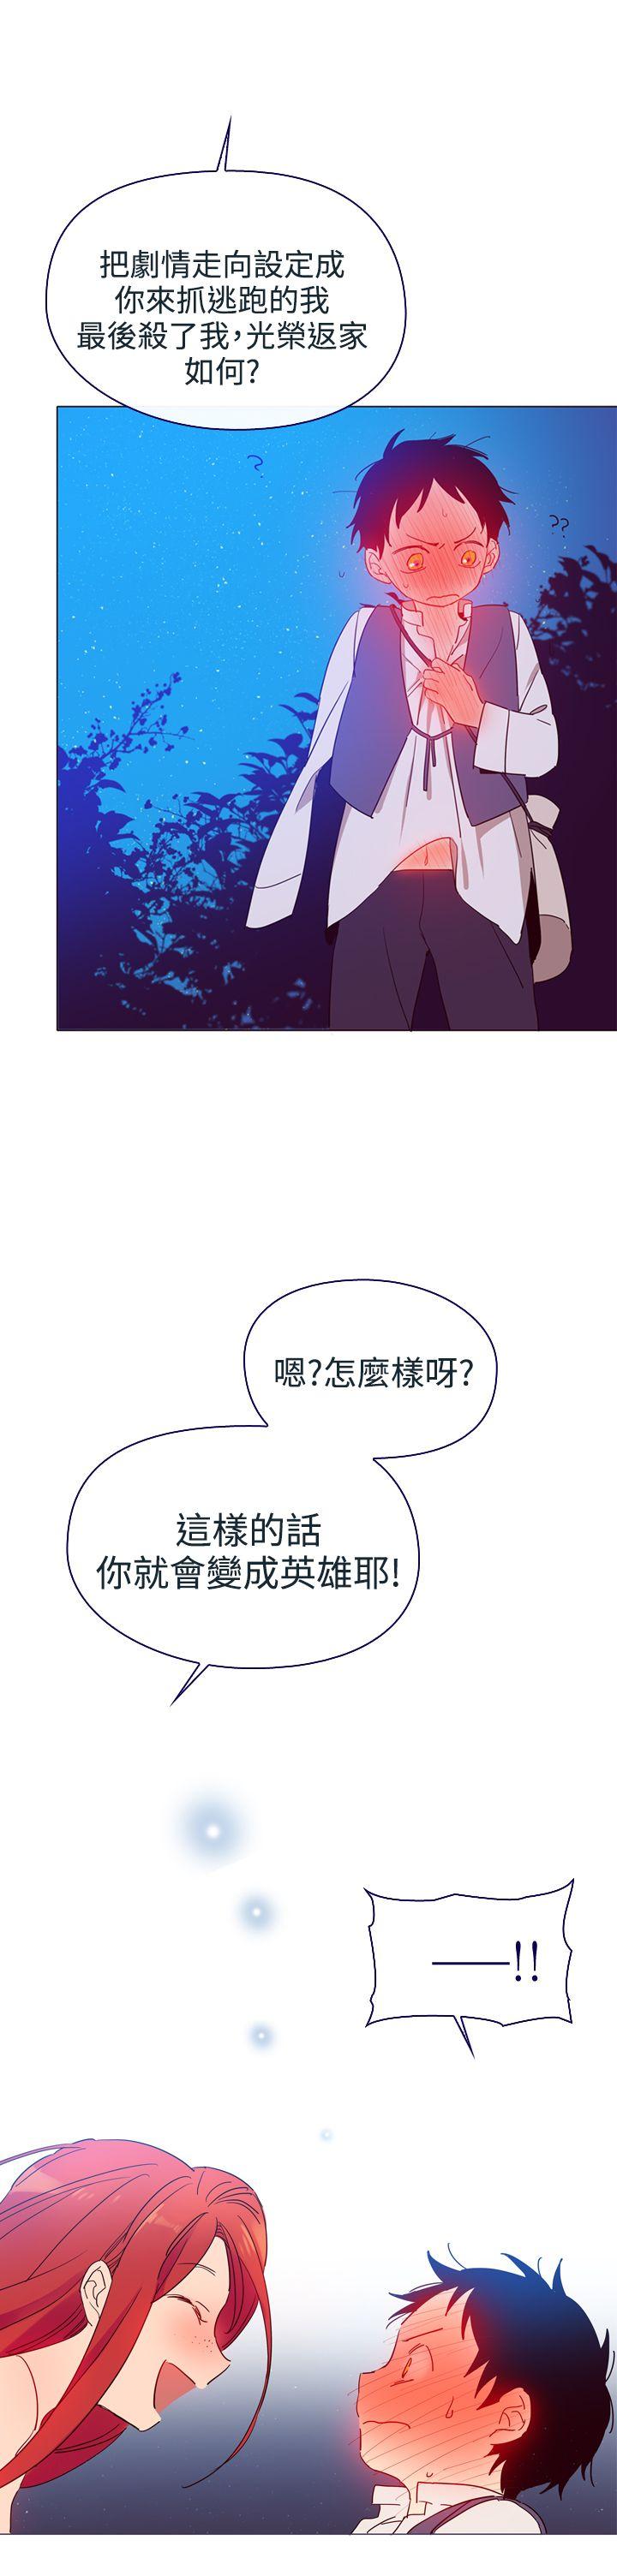 把劇情走向設定成
你來抓逃跑的我
最後殺了我,光榮返家
如何?
?
??
嗯?怎麼樣呀?
這樣的話
你就會變成英雄耶!
——!!